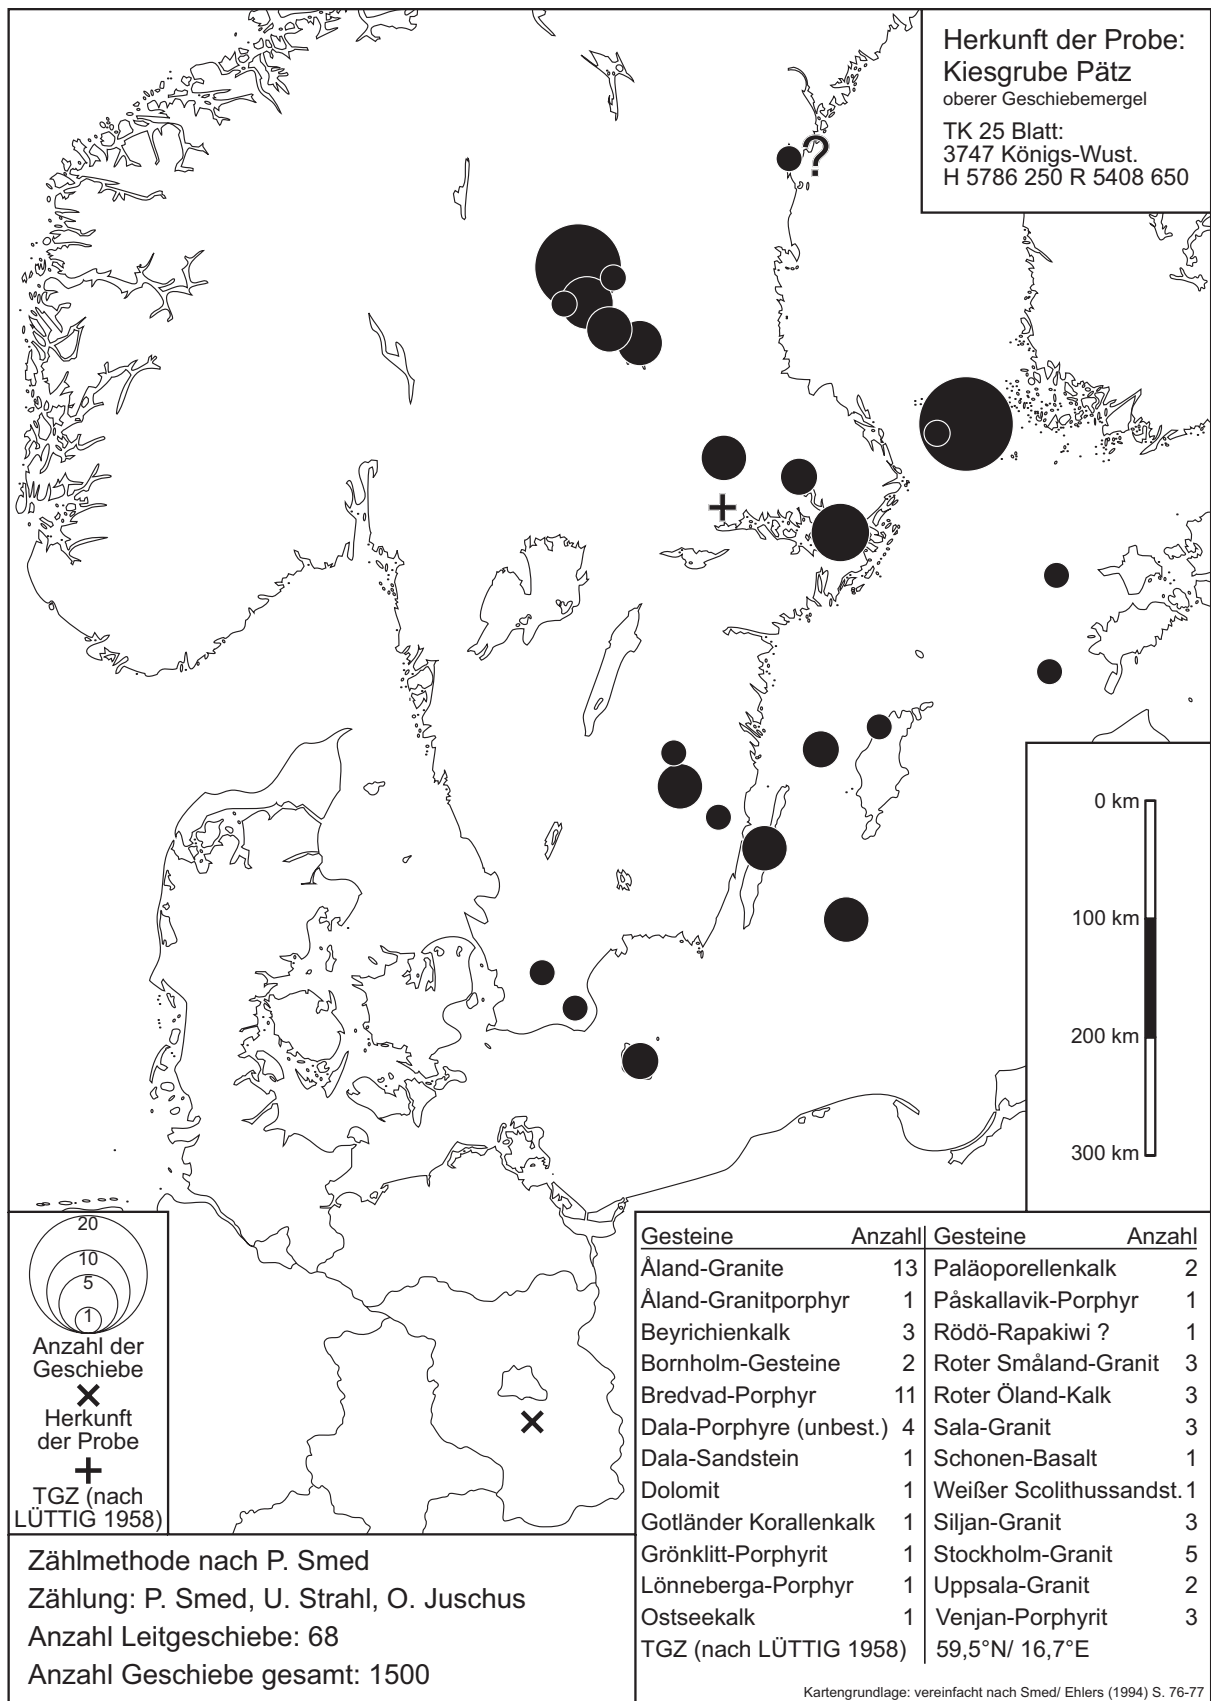 Herkunft der Probe:
Kiesgrube Pätz
oberer Geschiebemergel
TK 25 Blatt:
3747 Königs-Wust.
H 5786 250 R 5408 650
?
0 km
100 km
200 km
300 km
20
10
5
1
Anzahl der
Geschiebe
Herkunft
der Probe
TGZ (nach
LÜTTIG 1958)
Gesteine Anzahl Gesteine Anzahl
Åland-Granite 13 Paläoporellenkalk 2
Åland-Granitporphyr 1 Påskallavik-Porphyr 1
Beyrichienkalk 3 Rödö-Rapakiwi ? 1
Bornholm-Gesteine 2 Roter Småland-Granit 3
Bredvad-Porphyr 11 Roter Öland-Kalk 3
Dala-Porphyre (unbest.) 4 Sala-Granit 3
Dala-Sandstein 1 Schonen-Basalt 1
Dolomit 1 Weißer Scolithussandst. 1
Gotländer Korallenkalk 1 Siljan-Granit 3
Grönklitt-Porphyrit 1 Stockholm-Granit 5
Lönneberga-Porphyr 1 Uppsala-Granit 2
Ostseekalk 1 Venjan-Porphyrit 3
TGZ (nach LÜTTIG 1958) 59,5°N/ 16,7°E
Zählmethode nach P. Smed
Zählung: P. Smed, U. Strahl, O. Juschus
Anzahl Leitgeschiebe: 68
Anzahl Geschiebe gesamt: 1500
Kartengrundlage: vereinfacht nach Smed/ Ehlers (1994) S. 76-77